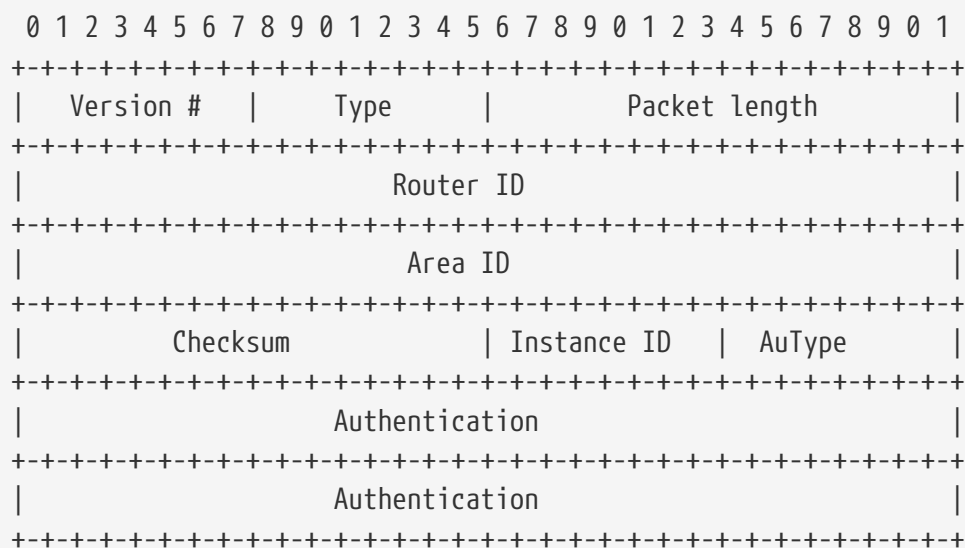 0 1 2 3 4 5 6 7 8 9 0 1 2 3 4 5 6 7 8 9 0 1 2 3 4 5 6 7 8 9 0 1
+-+-+-+-+-+-+-+-+-+-+-+-+-+-+-+-+-+-+-+-+-+-+-+-+-+-+-+-+-+-+-+-+
|   Version #   |     Type      |         Packet length         |
+-+-+-+-+-+-+-+-+-+-+-+-+-+-+-+-+-+-+-+-+-+-+-+-+-+-+-+-+-+-+-+-+
|                         Router ID                             |
+-+-+-+-+-+-+-+-+-+-+-+-+-+-+-+-+-+-+-+-+-+-+-+-+-+-+-+-+-+-+-+-+
|                          Area ID                              |
+-+-+-+-+-+-+-+-+-+-+-+-+-+-+-+-+-+-+-+-+-+-+-+-+-+-+-+-+-+-+-+-+
|          Checksum             | Instance ID   |  AuType       |
+-+-+-+-+-+-+-+-+-+-+-+-+-+-+-+-+-+-+-+-+-+-+-+-+-+-+-+-+-+-+-+-+
|                     Authentication                            |
+-+-+-+-+-+-+-+-+-+-+-+-+-+-+-+-+-+-+-+-+-+-+-+-+-+-+-+-+-+-+-+-+
|                     Authentication                            |
+-+-+-+-+-+-+-+-+-+-+-+-+-+-+-+-+-+-+-+-+-+-+-+-+-+-+-+-+-+-+-+-+